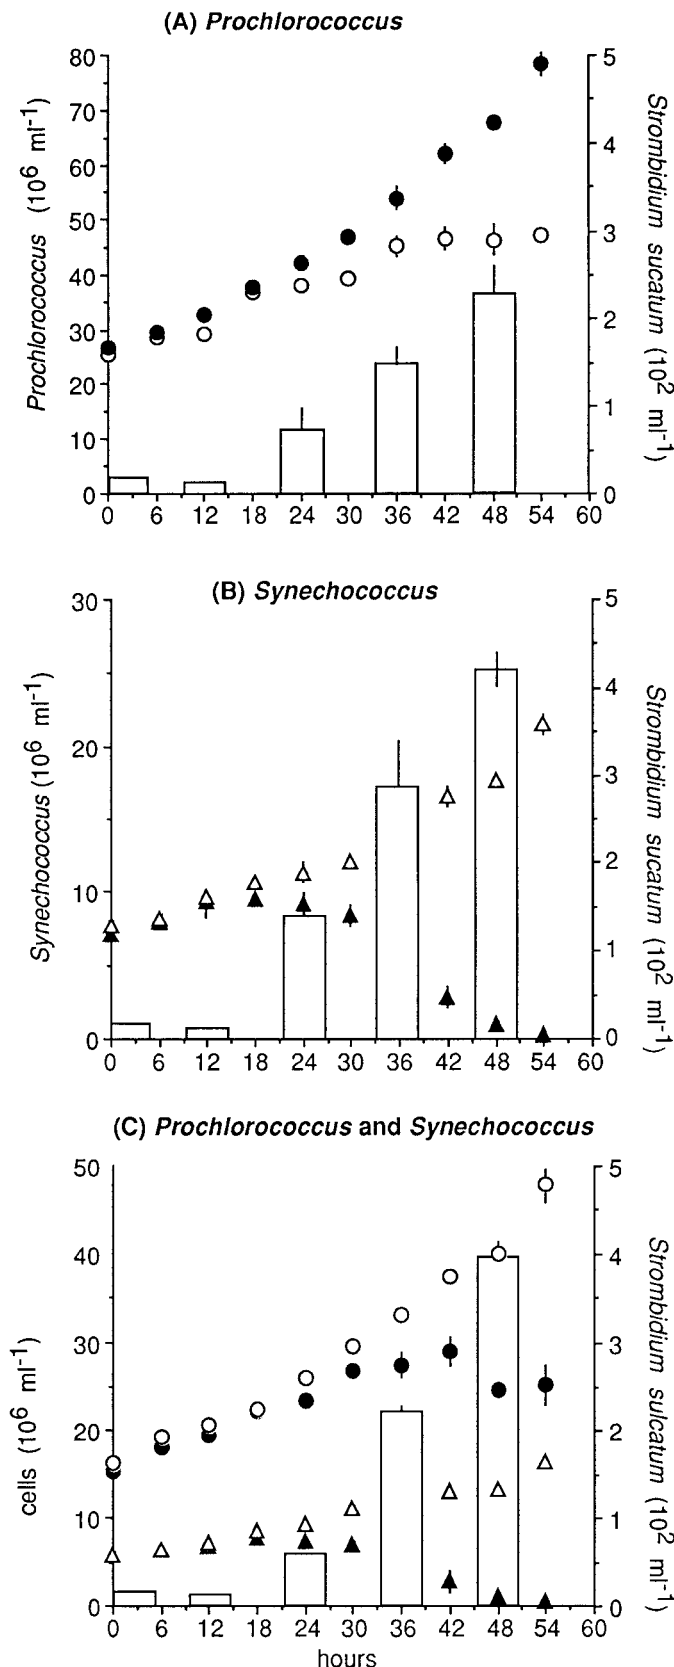 (A) Prochlorococcus
80
70
60
50
40
30
20
10
0
Prochlorococcus (10⁶ ml⁻¹)
5
4
3
2
1
0
Strombidium sucatum (10² ml⁻¹)
0 6 12 18 24 30 36 42 48 54 60
(B) Synechococcus
30
20
10
0
Synechococcus (10⁶ ml⁻¹)
5
4
3
2
1
0
Strombidium sucatum (10² ml⁻¹)
0 6 12 18 24 30 36 42 48 54 60
(C) Prochlorococcus and Synechococcus
50
40
30
20
10
0
cells (10⁶ ml⁻¹)
5
4
3
2
1
0
Strombidium sulcatum (10² ml⁻¹)
0 6 12 18 24 30 36 42 48 54 60
hours